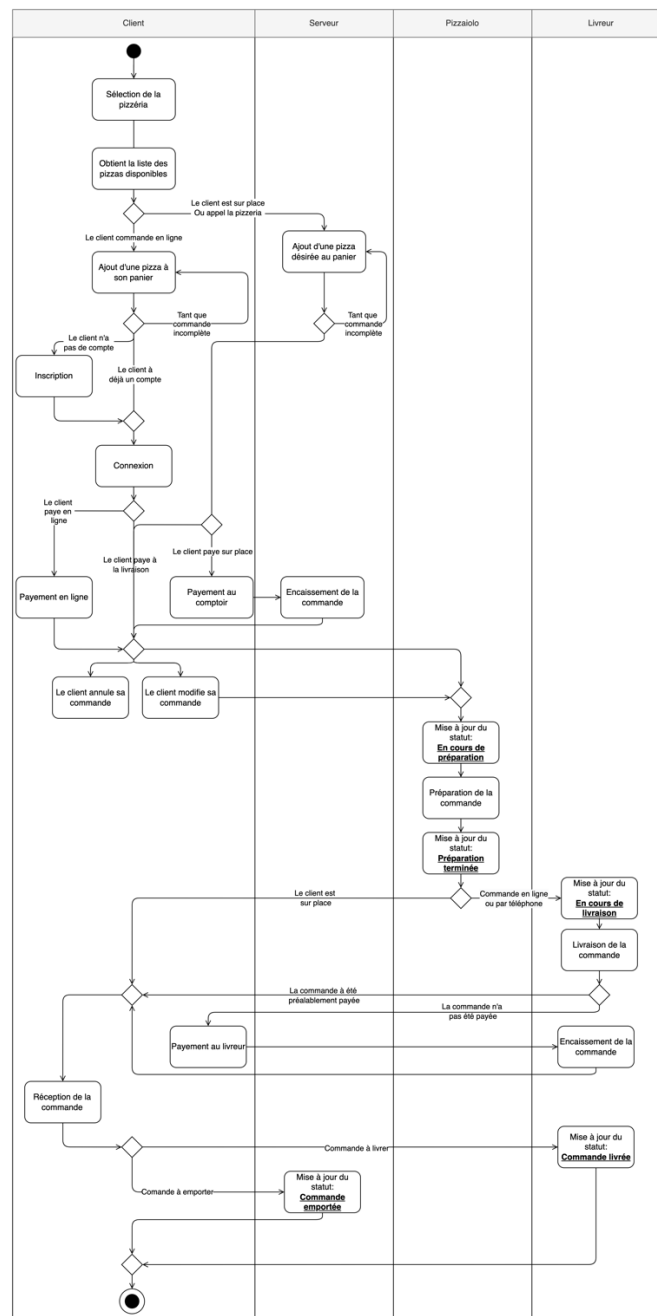 Client
Serveur
Pizzaiolo
Livreur
Sélection de la
pizzéria
Obtient la liste des
pizzas disponibles
Le client est sur place
Ou appel la pizzeria
Le client commande en ligne
Ajout d'une pizza à
son panier
Ajout d'une pizza
désirée au panier
Tant que
commande
incomplète
Tant que
commande
incomplète
Le client n'a
pas de compte
Le client à
déjà un compte
Inscription
Connexion
Le client
paye en
ligne
Le client paye à
la livraison
Le client paye sur place
Payement en ligne
Payement au
comptoir
Encaissement de la
commande
Le client annule sa
commande
Le client modifie sa
commande
Mise à jour du
statut:
En cours de
préparation
Préparation de la
commande
Mise à jour du
statut:
Préparation
terminée
Le client est
sur place
Commande en ligne
ou par téléphone
Mise à jour du
statut:
En cours de
livraison
Livraison de la
commande
La commande à été
préalablement payée
La commande n'a
pas été payée
Payement au livreur
Encaissement de la
commande
Réception de la
commande
Commande à livrer
Mise à jour du
statut:
Commande livrée
Comande à emporter
Mise à jour du
statut:
Commande
emportée